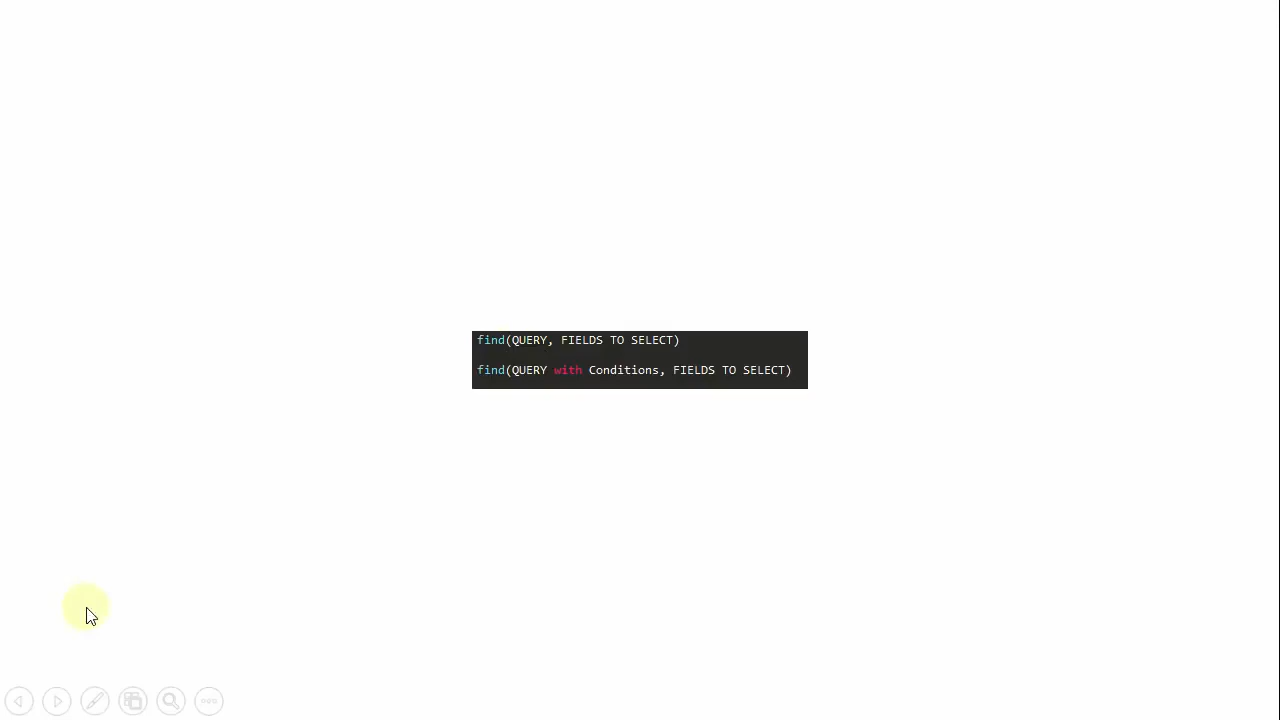 find(QUERY, FIELDS TO SELECT)
find(QUERY with Conditions, FIELDS TO SELECT)